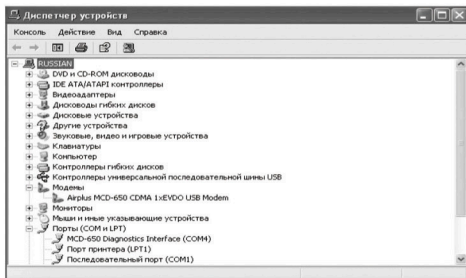 Диспетчер устройств
Консоль Действие Вид Справка
RUSSIAN
DVD и CD-ROM дисководы
IDE ATA/ATAPI контроллеры
Видеоадаптеры
Дисководы гибких дисков
Дисковые устройства
Другие устройства
Звуковые, видео и игровые устройства
Клавиатуры
Компьютер
Контроллеры гибких дисков
Контроллеры универсальной последовательной шины USB
Модемы
Airplus MCD-650 CDMA 1xEVDO USB Modem
Мониторы
Мыши и иные указывающие устройства
Порты (COM и LPT)
MCD-650 Diagnostics Interface (COM4)
Порт принтера (LPT1)
Последовательный порт (COM1)